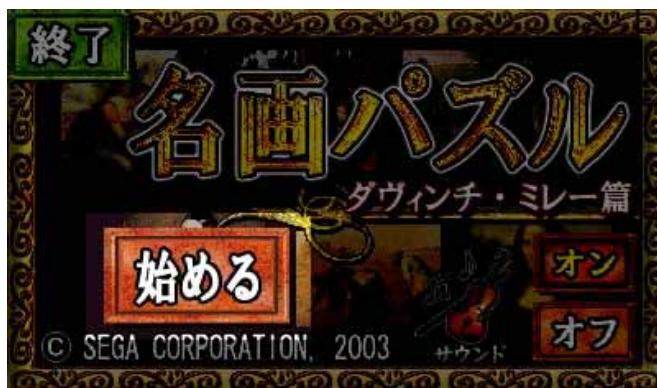 終了
名画パズル
ダヴィンチ・ミレー篇
始める
オン
オフ
サウンド
© SEGA CORPORATION, 2003